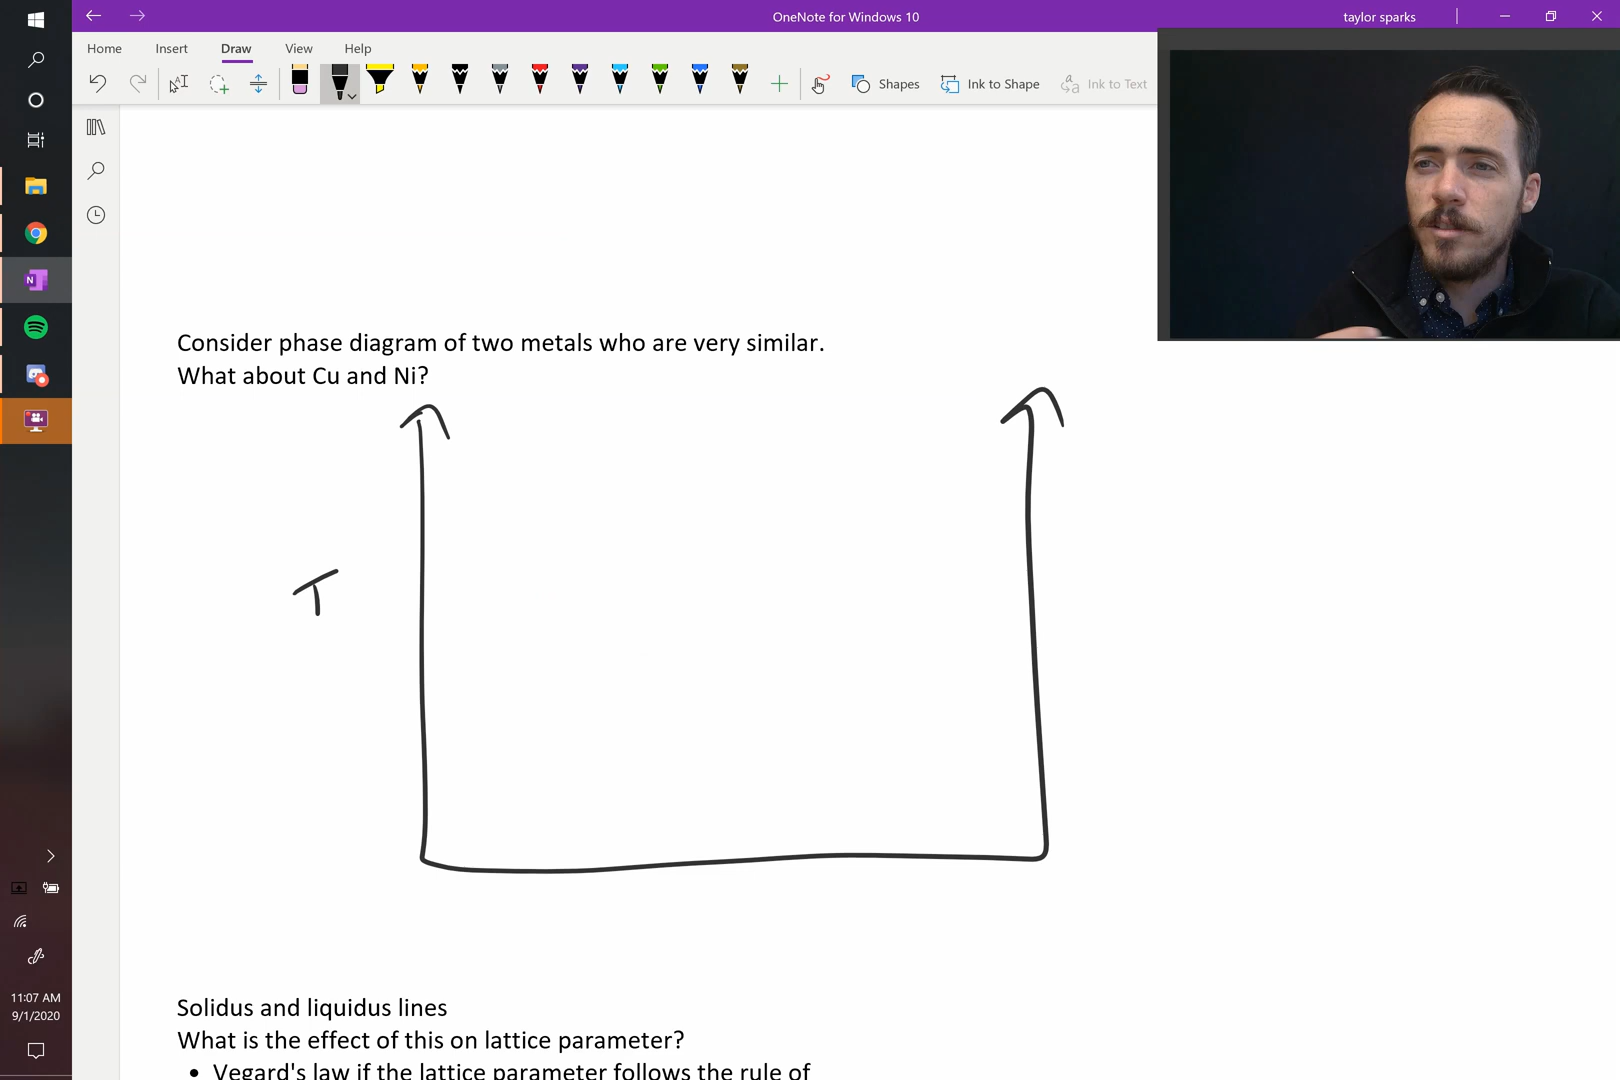 OneNote for Windows 10
taylor sparks
Home Insert Draw View Help
Shapes Ink to Shape Ink to Text
Consider phase diagram of two metals who are very similar.
What about Cu and Ni?
T
Solidus and liquidus lines
What is the effect of this on lattice parameter?
• Vegard's law if the lattice parameter follows the rule of
11:07 AM
9/1/2020